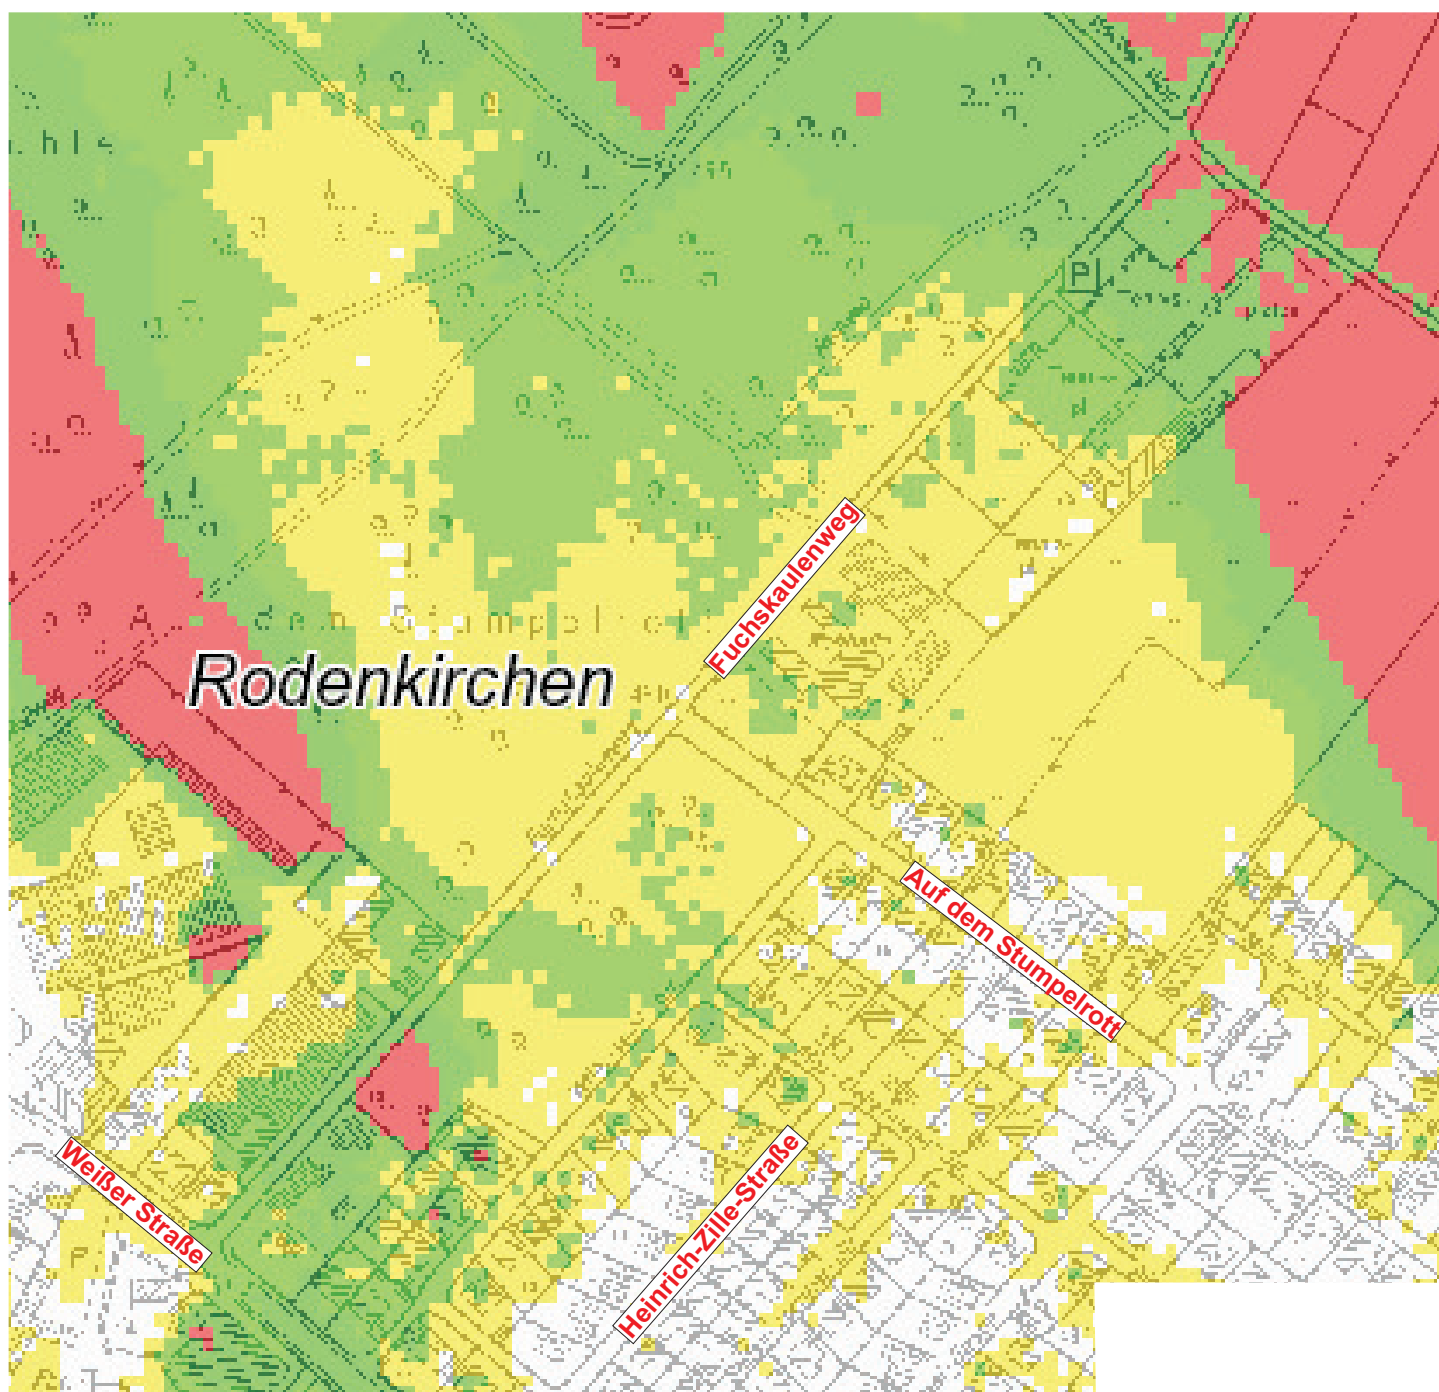 P
Rodenkirchen
Fuchskaulenweg
Auf dem Stumpelrott
Weißer Straße
Heinrich-Zille-Straße